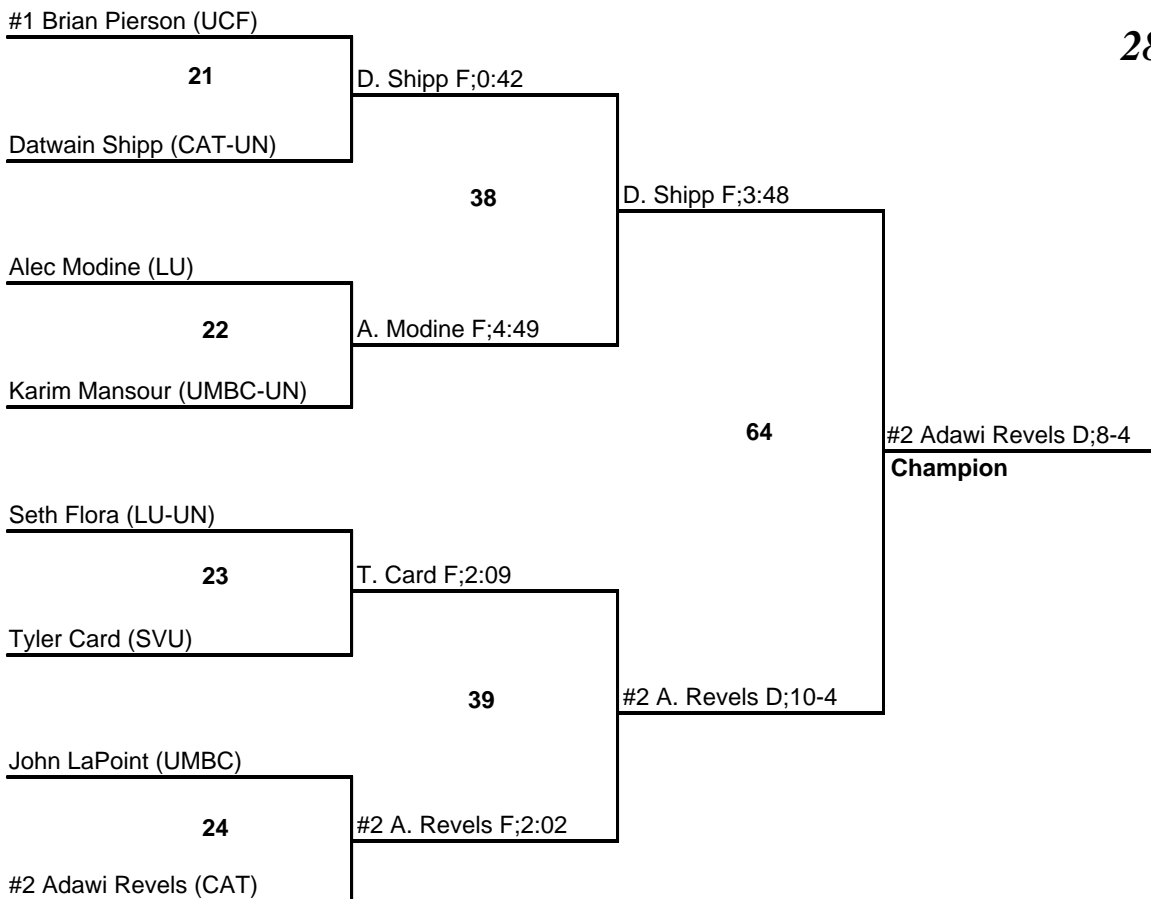 #1 Brian Pierson (UCF)
28
21
D. Shipp F;0:42
Datwain Shipp (CAT-UN)
38
D. Shipp F;3:48
Alec Modine (LU)
22
A. Modine F;4:49
Karim Mansour (UMBC-UN)
64
#2 Adawi Revels D;8-4
Champion
Seth Flora (LU-UN)
23
T. Card F;2:09
Tyler Card (SVU)
39
#2 A. Revels D;10-4
John LaPoint (UMBC)
24
#2 A. Revels F;2:02
#2 Adawi Revels (CAT)